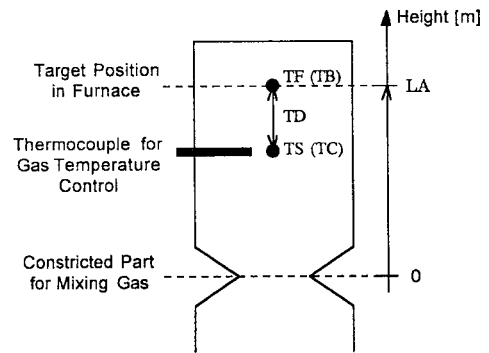 Height [m]
Target Position
in Furnace
TF (TB)
LA
TD
Thermocouple for
Gas Temperature
Control
TS (TC)
Constricted Part
for Mixing Gas
0